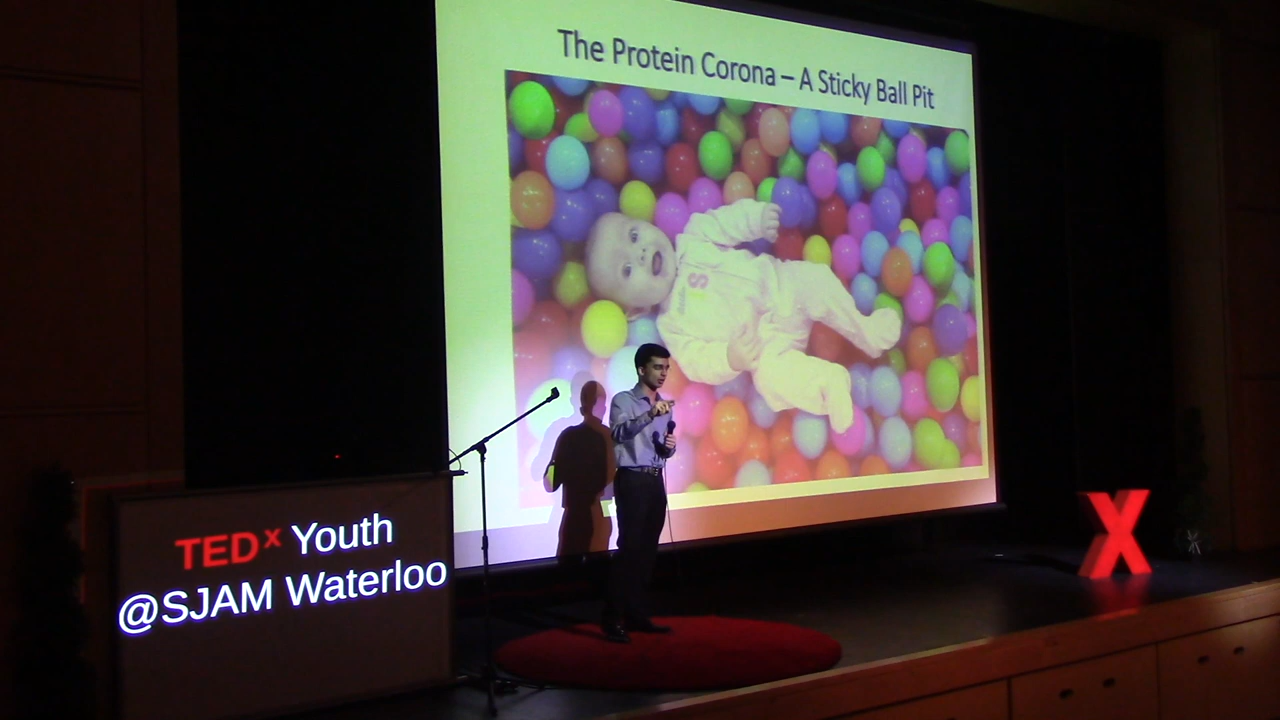 The Protein Corona – A Sticky Ball Pit
TEDx Youth
@SJAM Waterloo
X